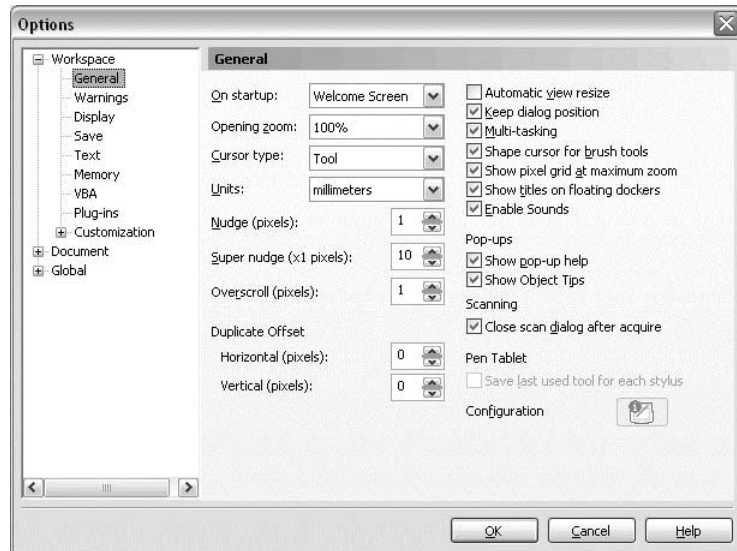 Options
Workspace
General
Warnings
Display
Save
Text
Memory
VBA
Plug-ins
Customization
Document
Global
General
On startup: Welcome Screen
Opening zoom: 100%
Cursor type: Tool
Units: millimeters
Nudge (pixels): 1
Super nudge (x1 pixels): 10
Overscroll (pixels): 1
Duplicate Offset
Horizontal (pixels): 0
Vertical (pixels): 0
Automatic view resize
Keep dialog position
Multi-tasking
Shape cursor for brush tools
Show pixel grid at maximum zoom
Show titles on floating dockers
Enable Sounds
Pop-ups
Show pop-up help
Show Object Tips
Scanning
Close scan dialog after acquire
Pen Tablet
Save last used tool for each stylus
Configuration
OK Cancel Help